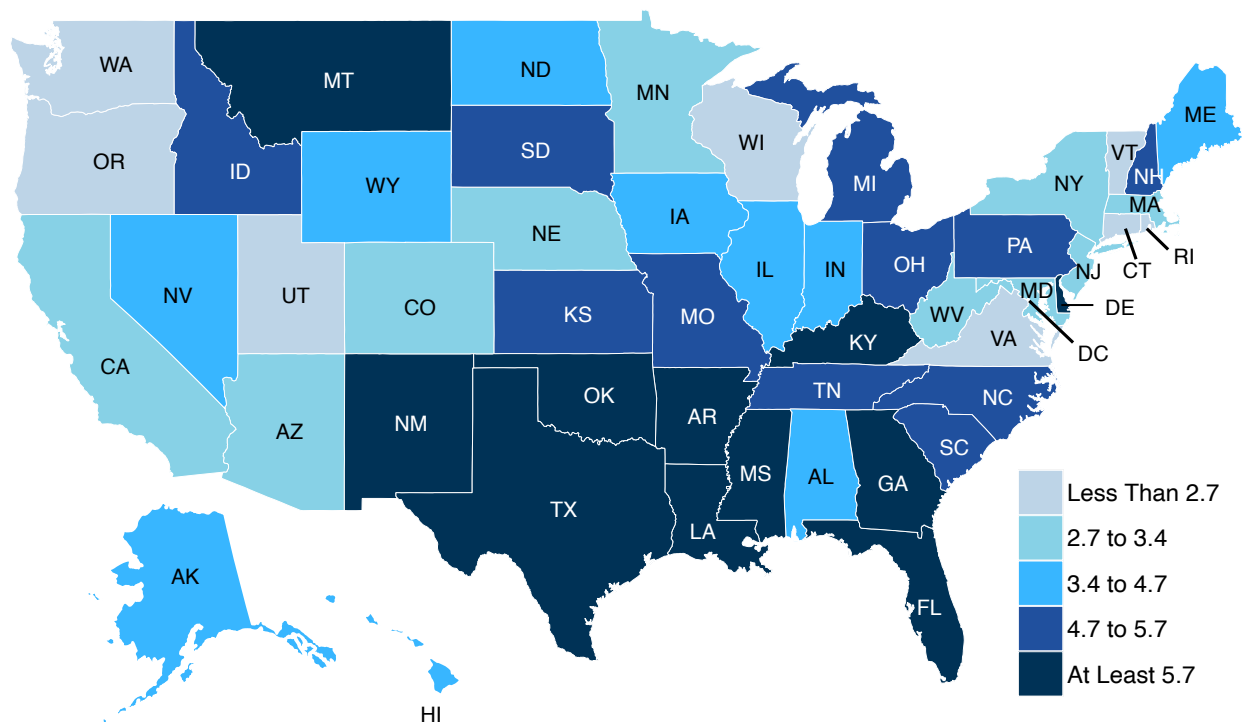 WA
MT
ND
MN
ME
OR
ID
SD
WI
VT
NH
WY
MI
NY
MA
IA
NE
PA
RI
CT
NV
UT
CO
IL
IN
OH
NJ
MD
DE
KS
MO
WV
VA
DC
CA
KY
TN
NC
OK
AR
AZ
NM
SC
MS
AL
GA
TX
LA
AK
FL
HI
Less Than 2.7
2.7 to 3.4
3.4 to 4.7
4.7 to 5.7
At Least 5.7